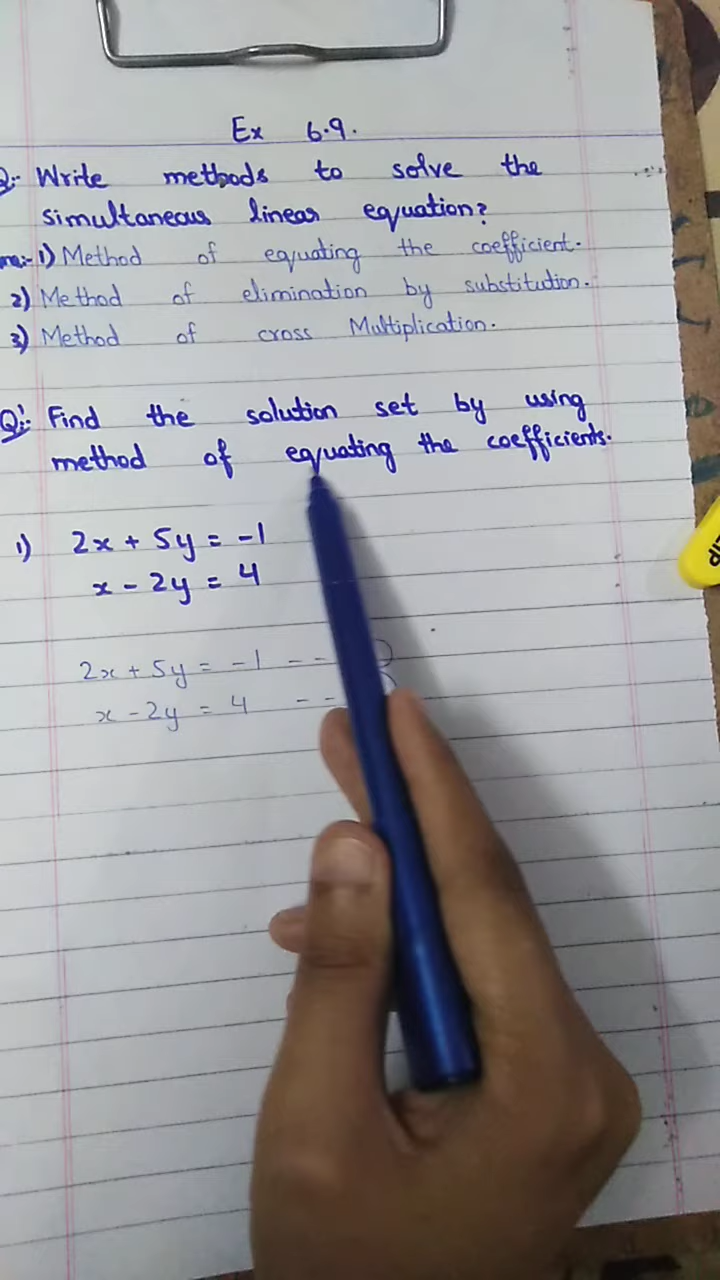 Ex 6.9.
Q:- Write methods to solve the
simultaneous linear equation?
1) Method of equating the coefficient.
2) Method of elimination by substitution.
3) Method of cross Multiplication.
Q:- Find the solution set by using
method of equating the coefficients.
1) 2x + 5y = -1
x - 2y = 4
2x + 5y = -1 --
x - 2y = 4 --